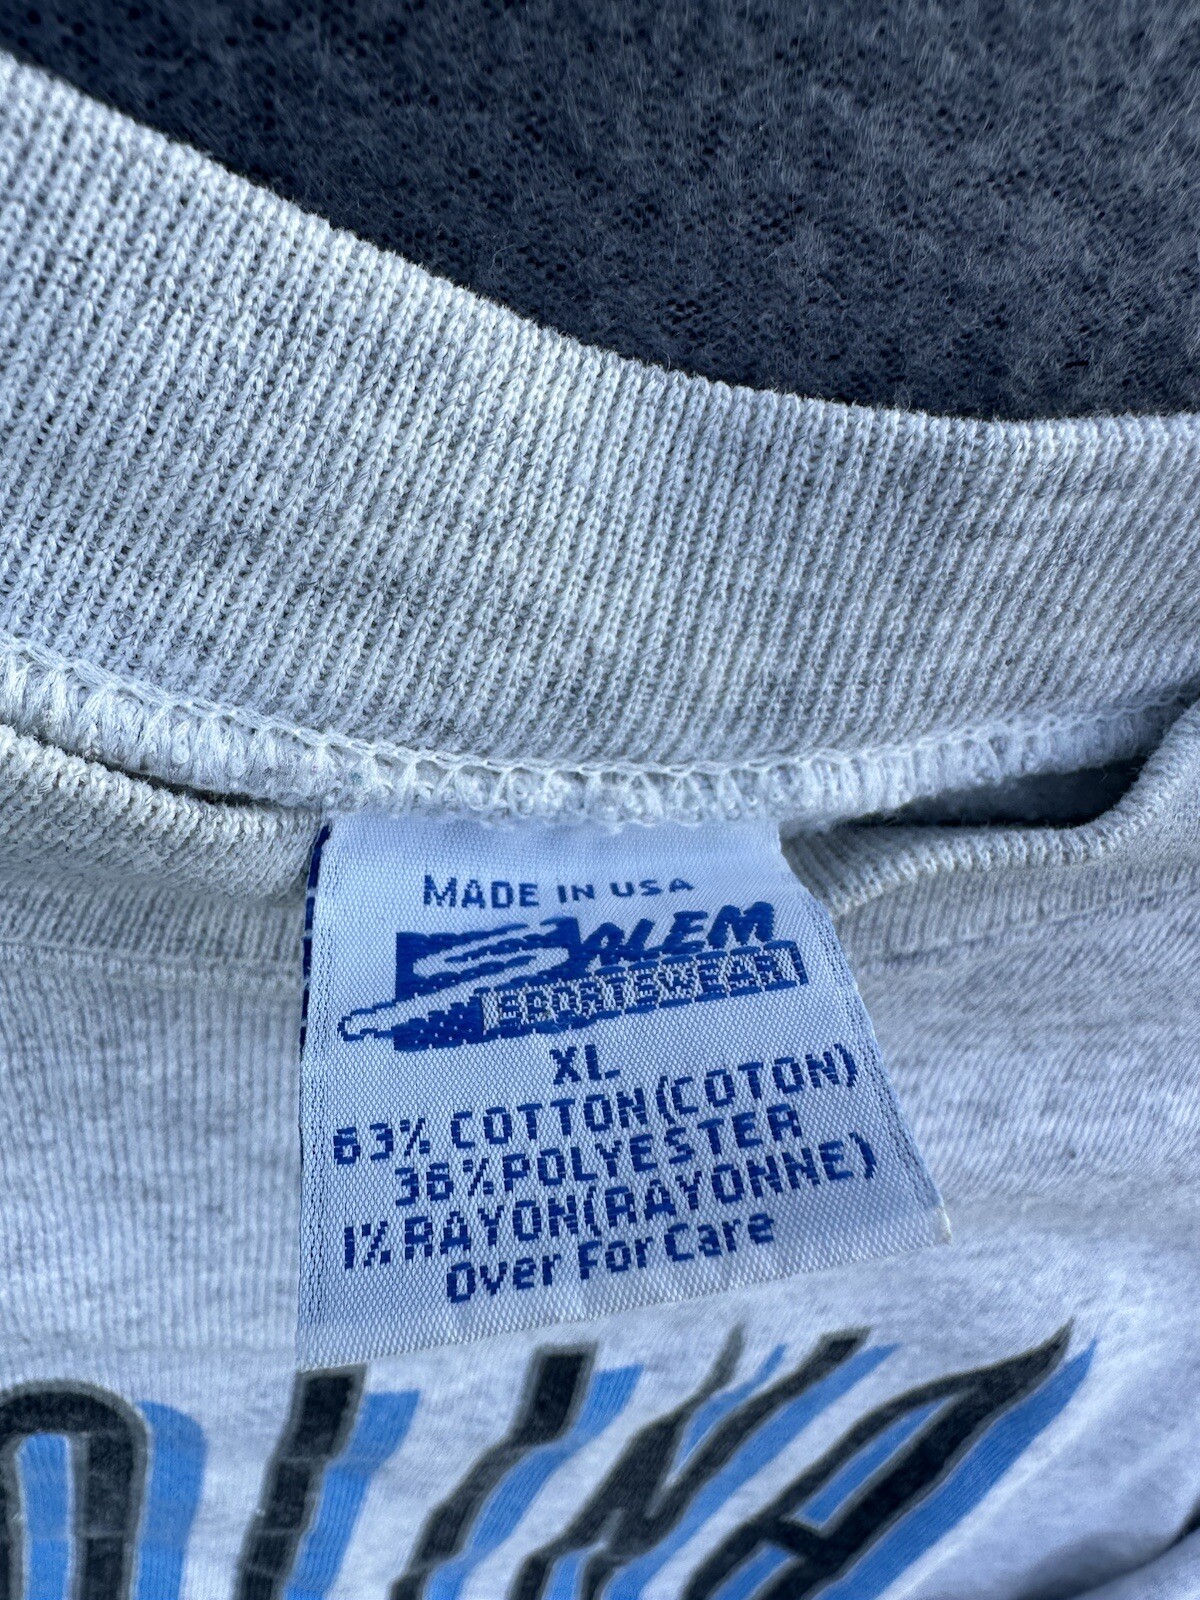 MADE IN USA
SALEM
SPORTSWEAR
XL
63% COTTON(COTON)
36%POLYESTER
1% RAYON(RAYONNE)
Over For Care